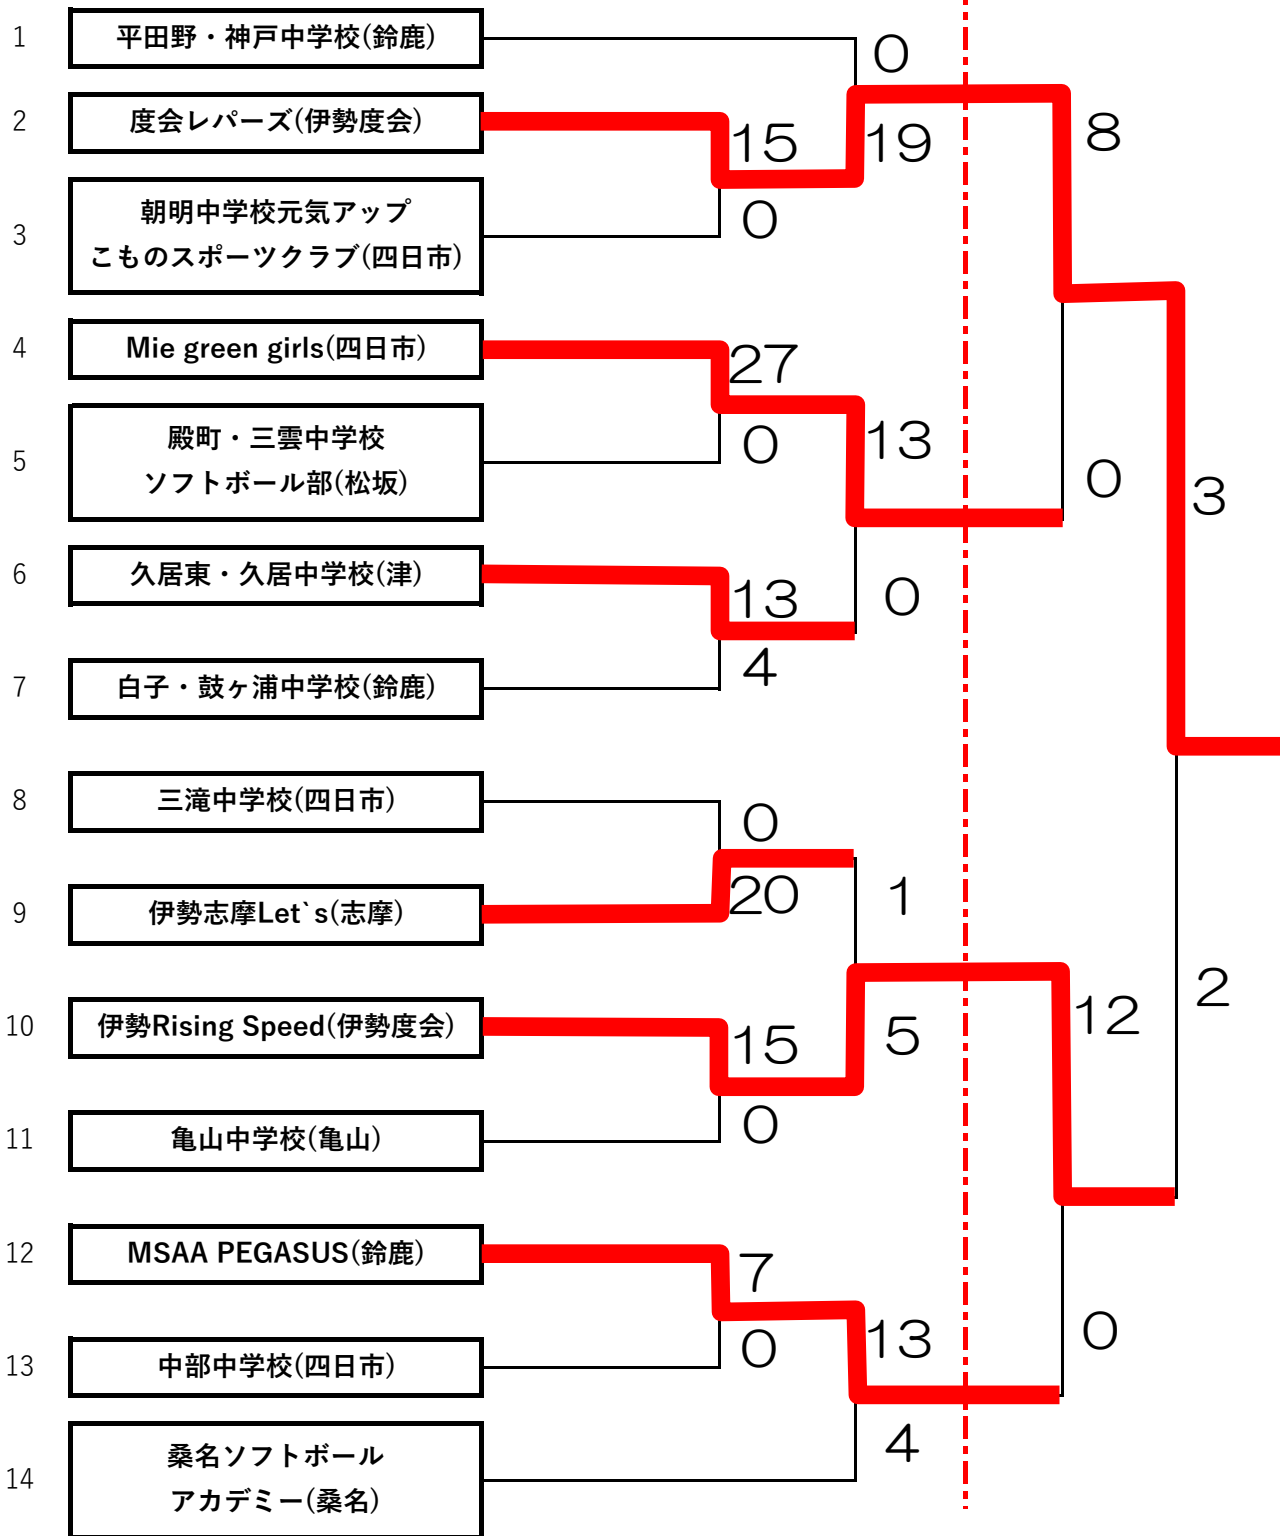 1 平田野・神戸中学校(鈴鹿)
0
2 度会レパーズ(伊勢度会)
15
19
8
3 朝明中学校元気アップ
こものスポーツクラブ(四日市)
0
4 Mie green girls(四日市)
27
5 殿町・三雲中学校
ソフトボール部(松坂)
0
13
0
3
6 久居東・久居中学校(津)
13
0
7 白子・鼓ヶ浦中学校(鈴鹿)
4
8 三滝中学校(四日市)
0
9 伊勢志摩Let`s(志摩)
20
1
10 伊勢Rising Speed(伊勢度会)
15
5
12
2
11 亀山中学校(亀山)
0
12 MSAA PEGASUS(鈴鹿)
7
13 中部中学校(四日市)
0
13
0
14 桑名ソフトボール
アカデミー(桑名)
4